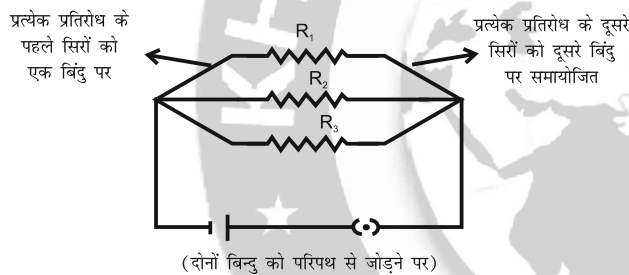 प्रत्येक प्रतिरोध के
पहले सिरों को
एक बिंदु पर
प्रत्येक प्रतिरोध के दूसरे
सिरों को दूसरे बिंदु
पर समायोजित
R1
R2
R3
(दोनों बिन्दु को परिपथ से जोड़ने पर)